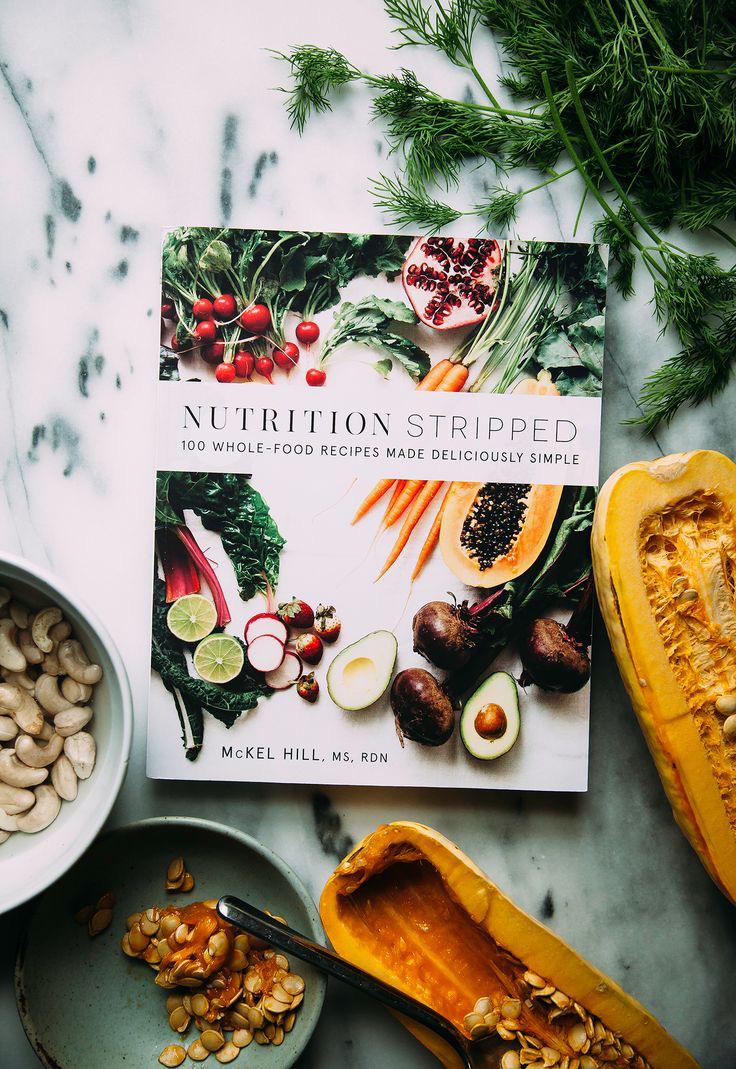 NUTRITION STRIPPED
100 WHOLE-FOOD RECIPES MADE DELICIOUSLY SIMPLE
McKEL HILL, MS, RDN